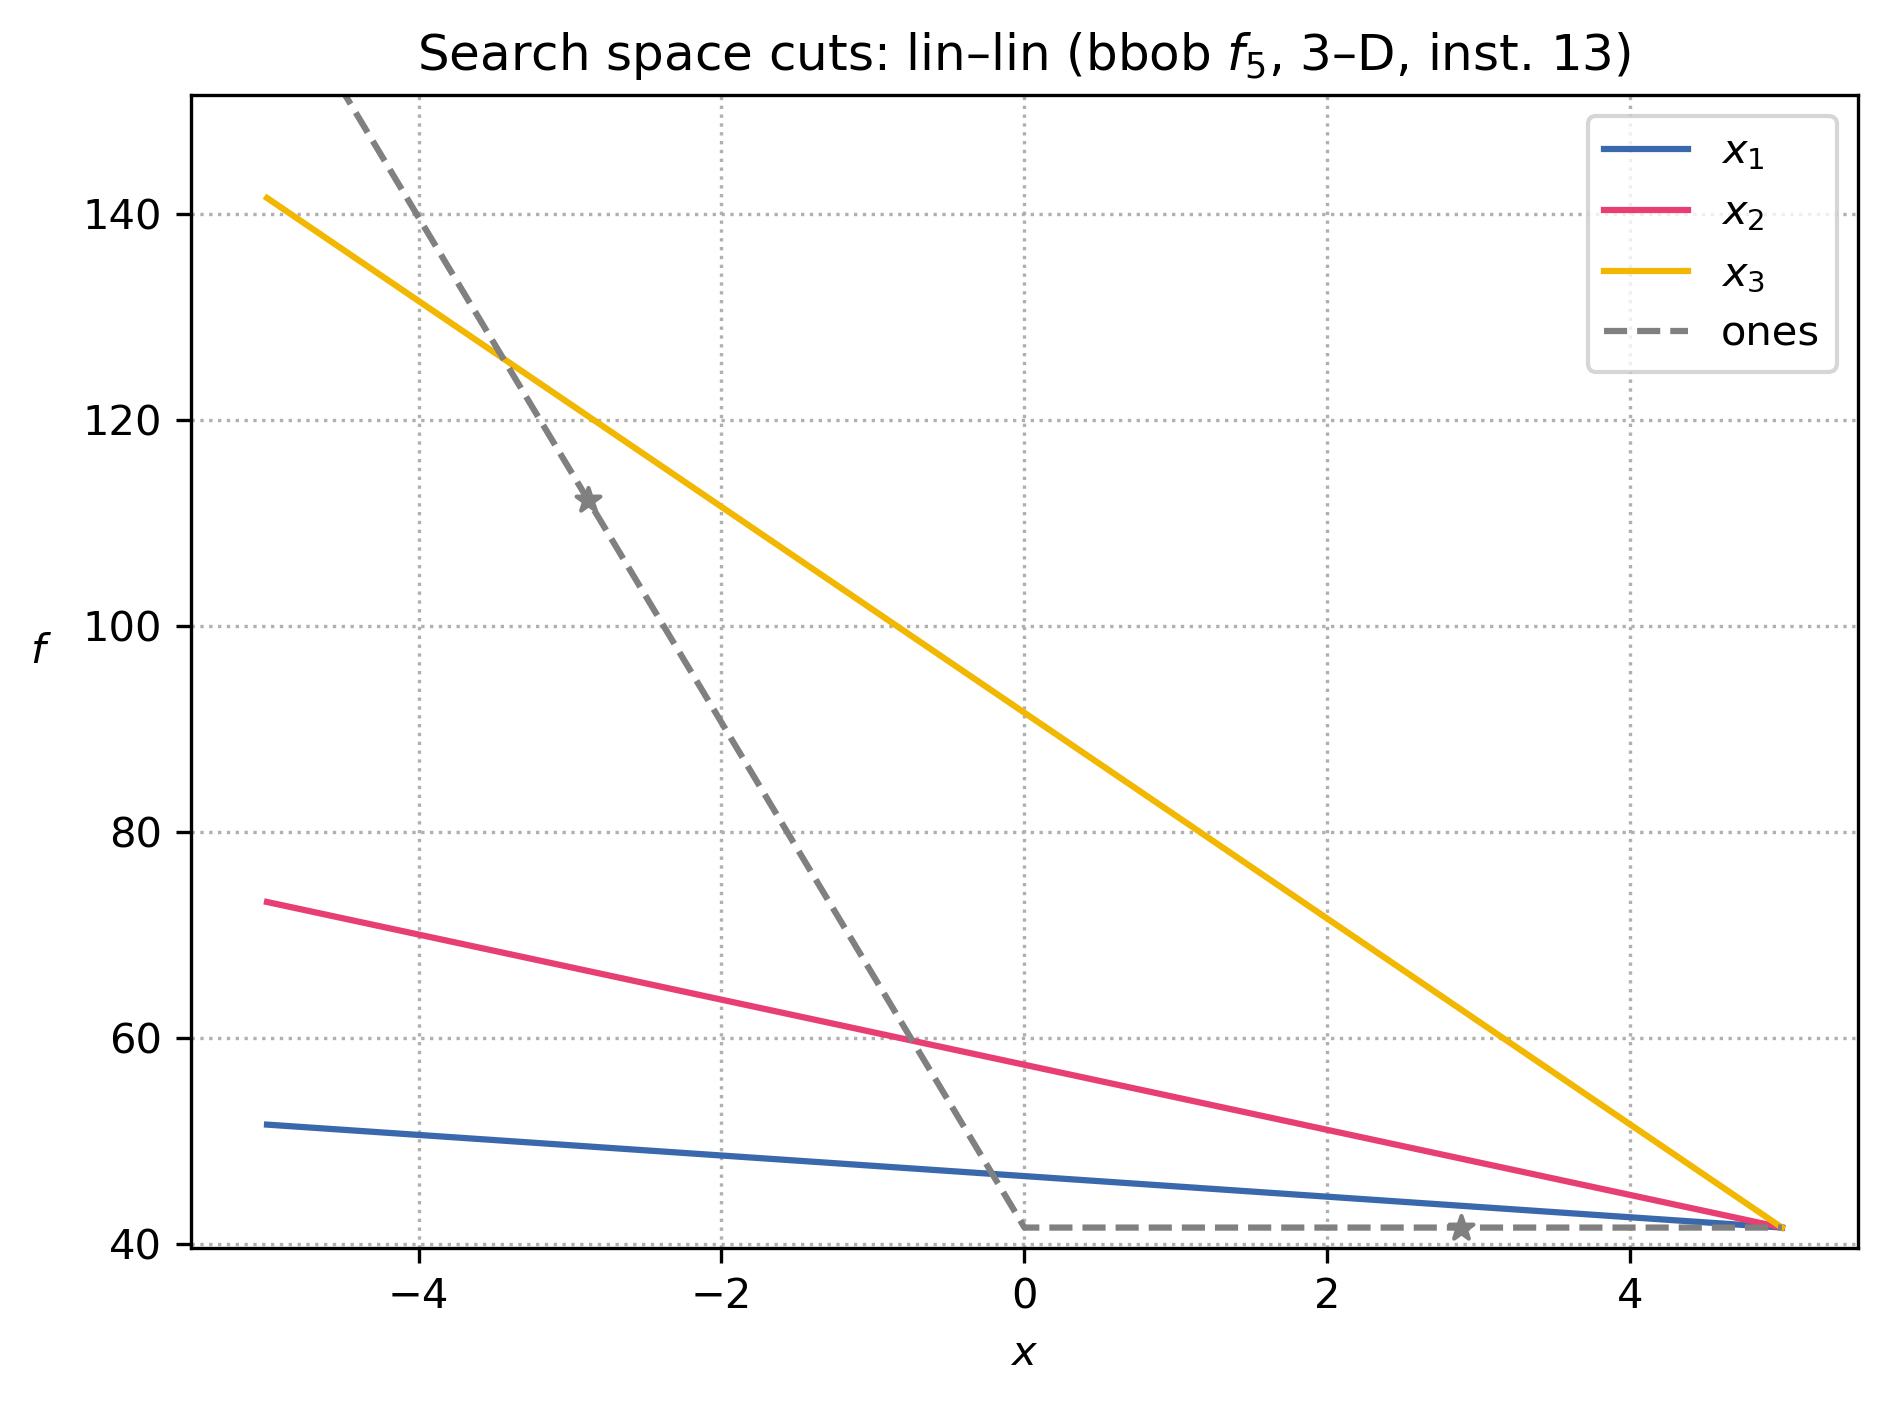 Search space cuts: lin–lin (bbob f₅, 3–D, inst. 13)
x₁
x₂
x₃
ones
140
120
100
80
60
40
f
−4
−2
0
2
4
x